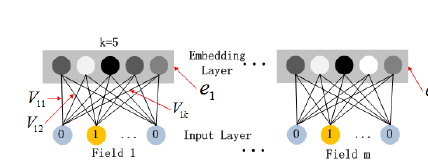 k=5
Embedding
Layer
...
e1
V11
V12
V1k
0 1 ... 0
Input Layer
...
0 1 ... 0
Field 1
Field m